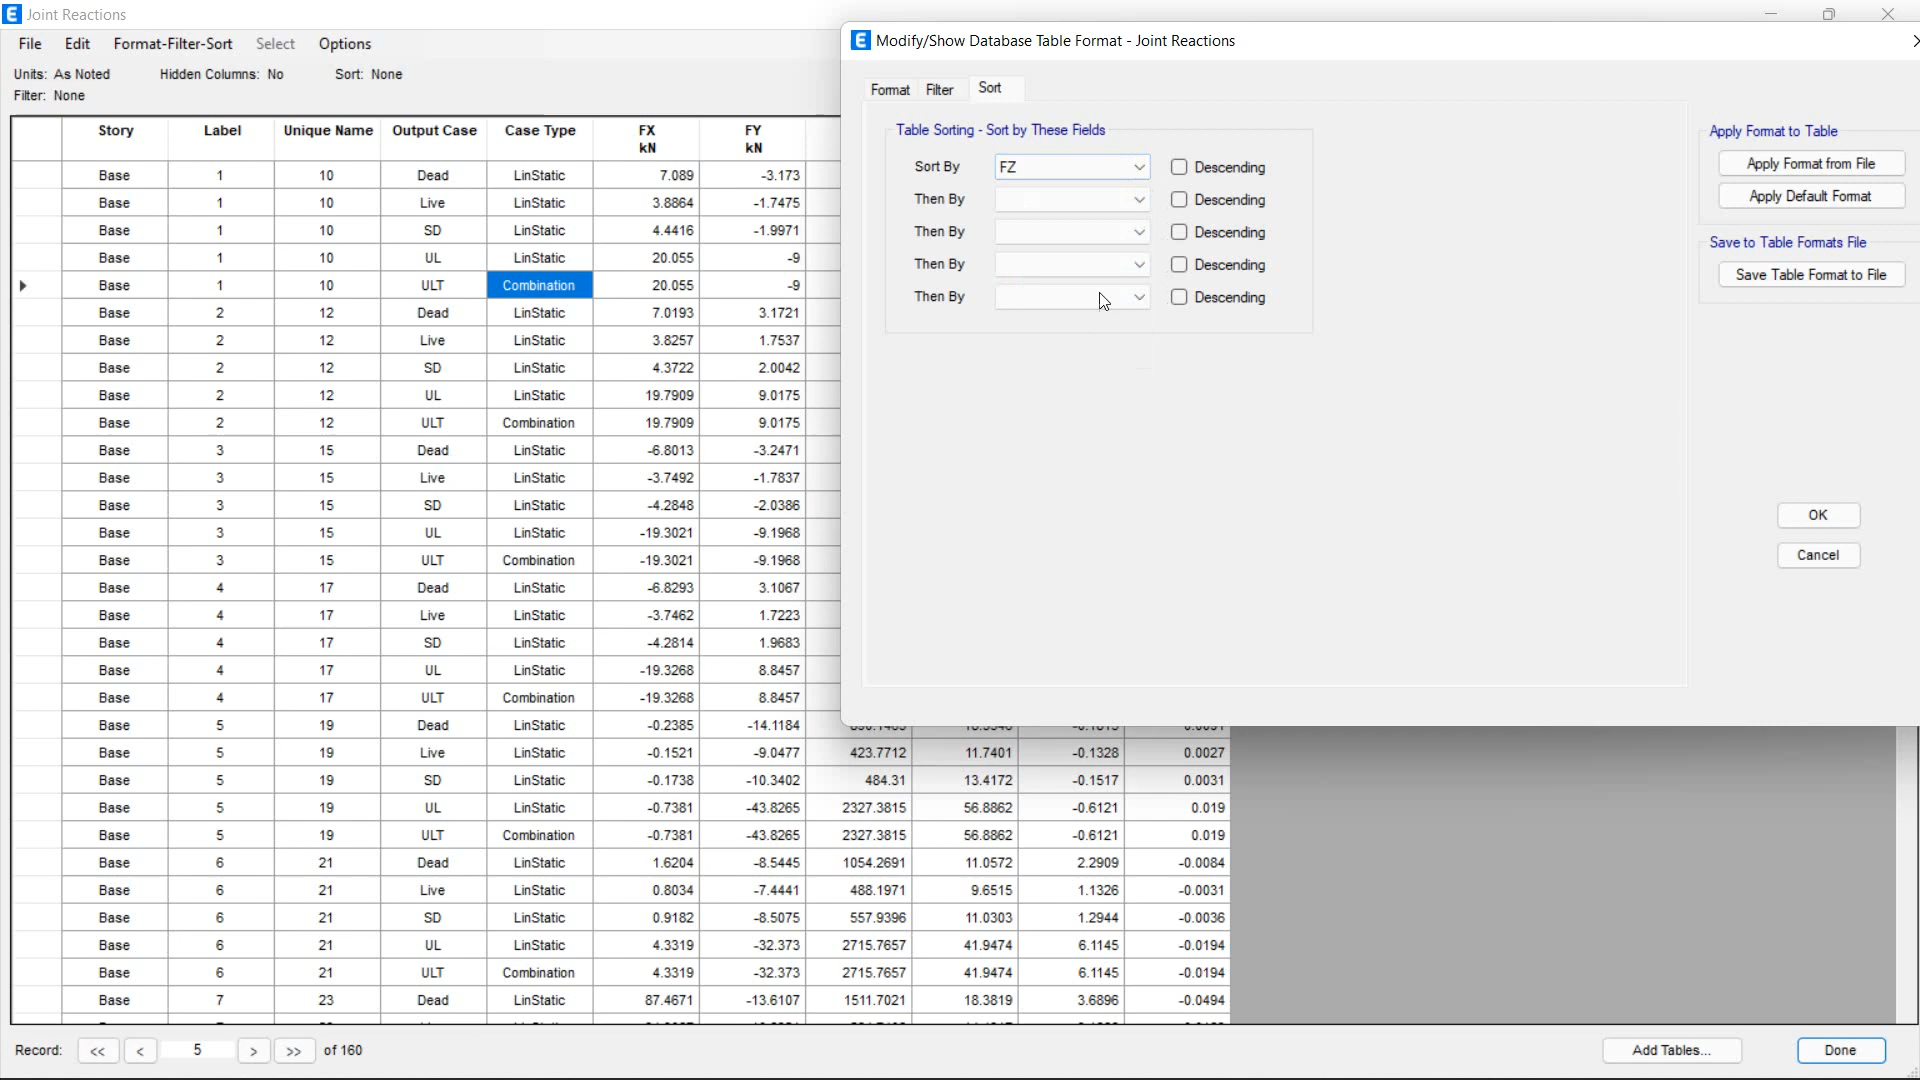 Joint Reactions
File Edit Format-Filter-Sort Select Options
Units: As Noted Hidden Columns: No Sort: None
Filter: None
Story Label Unique Name Output Case Case Type FX kN FY kN
Base 1 10 Dead LinStatic 7.089 -3.173
Base 1 10 Live LinStatic 3.8864 -1.7475
Base 1 10 SD LinStatic 4.4416 -1.9971
Base 1 10 UL LinStatic 20.055 -9
Base 1 10 ULT Combination 20.055 -9
Base 2 12 Dead LinStatic 7.0193 3.1721
Base 2 12 Live LinStatic 3.8257 1.7537
Base 2 12 SD LinStatic 4.3722 2.0042
Base 2 12 UL LinStatic 19.7909 9.0175
Base 2 12 ULT Combination 19.7909 9.0175
Base 3 15 Dead LinStatic -6.8013 -3.2471
Base 3 15 Live LinStatic -3.7492 -1.7837
Base 3 15 SD LinStatic -4.2848 -2.0386
Base 3 15 UL LinStatic -19.3021 -9.1968
Base 3 15 ULT Combination -19.3021 -9.1968
Base 4 17 Dead LinStatic -6.8293 3.1067
Base 4 17 Live LinStatic -3.7462 1.7223
Base 4 17 SD LinStatic -4.2814 1.9683
Base 4 17 UL LinStatic -19.3268 8.8457
Base 4 17 ULT Combination -19.3268 8.8457
Base 5 19 Dead LinStatic -0.2385 -14.1184
Base 5 19 Live LinStatic -0.1521 -9.0477 423.7712 11.7401 -0.1328 0.0027
Base 5 19 SD LinStatic -0.1738 -10.3402 484.31 13.4172 -0.1517 0.0031
Base 5 19 UL LinStatic -0.7381 -43.8265 2327.3815 56.8862 -0.6121 0.019
Base 5 19 ULT Combination -0.7381 -43.8265 2327.3815 56.8862 -0.6121 0.019
Base 6 21 Dead LinStatic 1.6204 -8.5445 1054.2691 11.0572 2.2909 -0.0084
Base 6 21 Live LinStatic 0.8034 -7.4441 488.1971 9.6515 1.1326 -0.0031
Base 6 21 SD LinStatic 0.9182 -8.5075 557.9396 11.0303 1.2944 -0.0036
Base 6 21 UL LinStatic 4.3319 -32.373 2715.7657 41.9474 6.1145 -0.0194
Base 6 21 ULT Combination 4.3319 -32.373 2715.7657 41.9474 6.1145 -0.0194
Base 7 23 Dead LinStatic 87.4671 -13.6107 1511.7021 18.3819 3.6896 -0.0494
Record: << < 5 > >> of 160
Add Tables... Done
Modify/Show Database Table Format - Joint Reactions
Format Filter Sort
Table Sorting - Sort by These Fields
Sort By FZ Descending
Then By Descending
Then By Descending
Then By Descending
Then By Descending
Apply Format to Table
Apply Format from File
Apply Default Format
Save to Table Formats File
Save Table Format to File
OK
Cancel